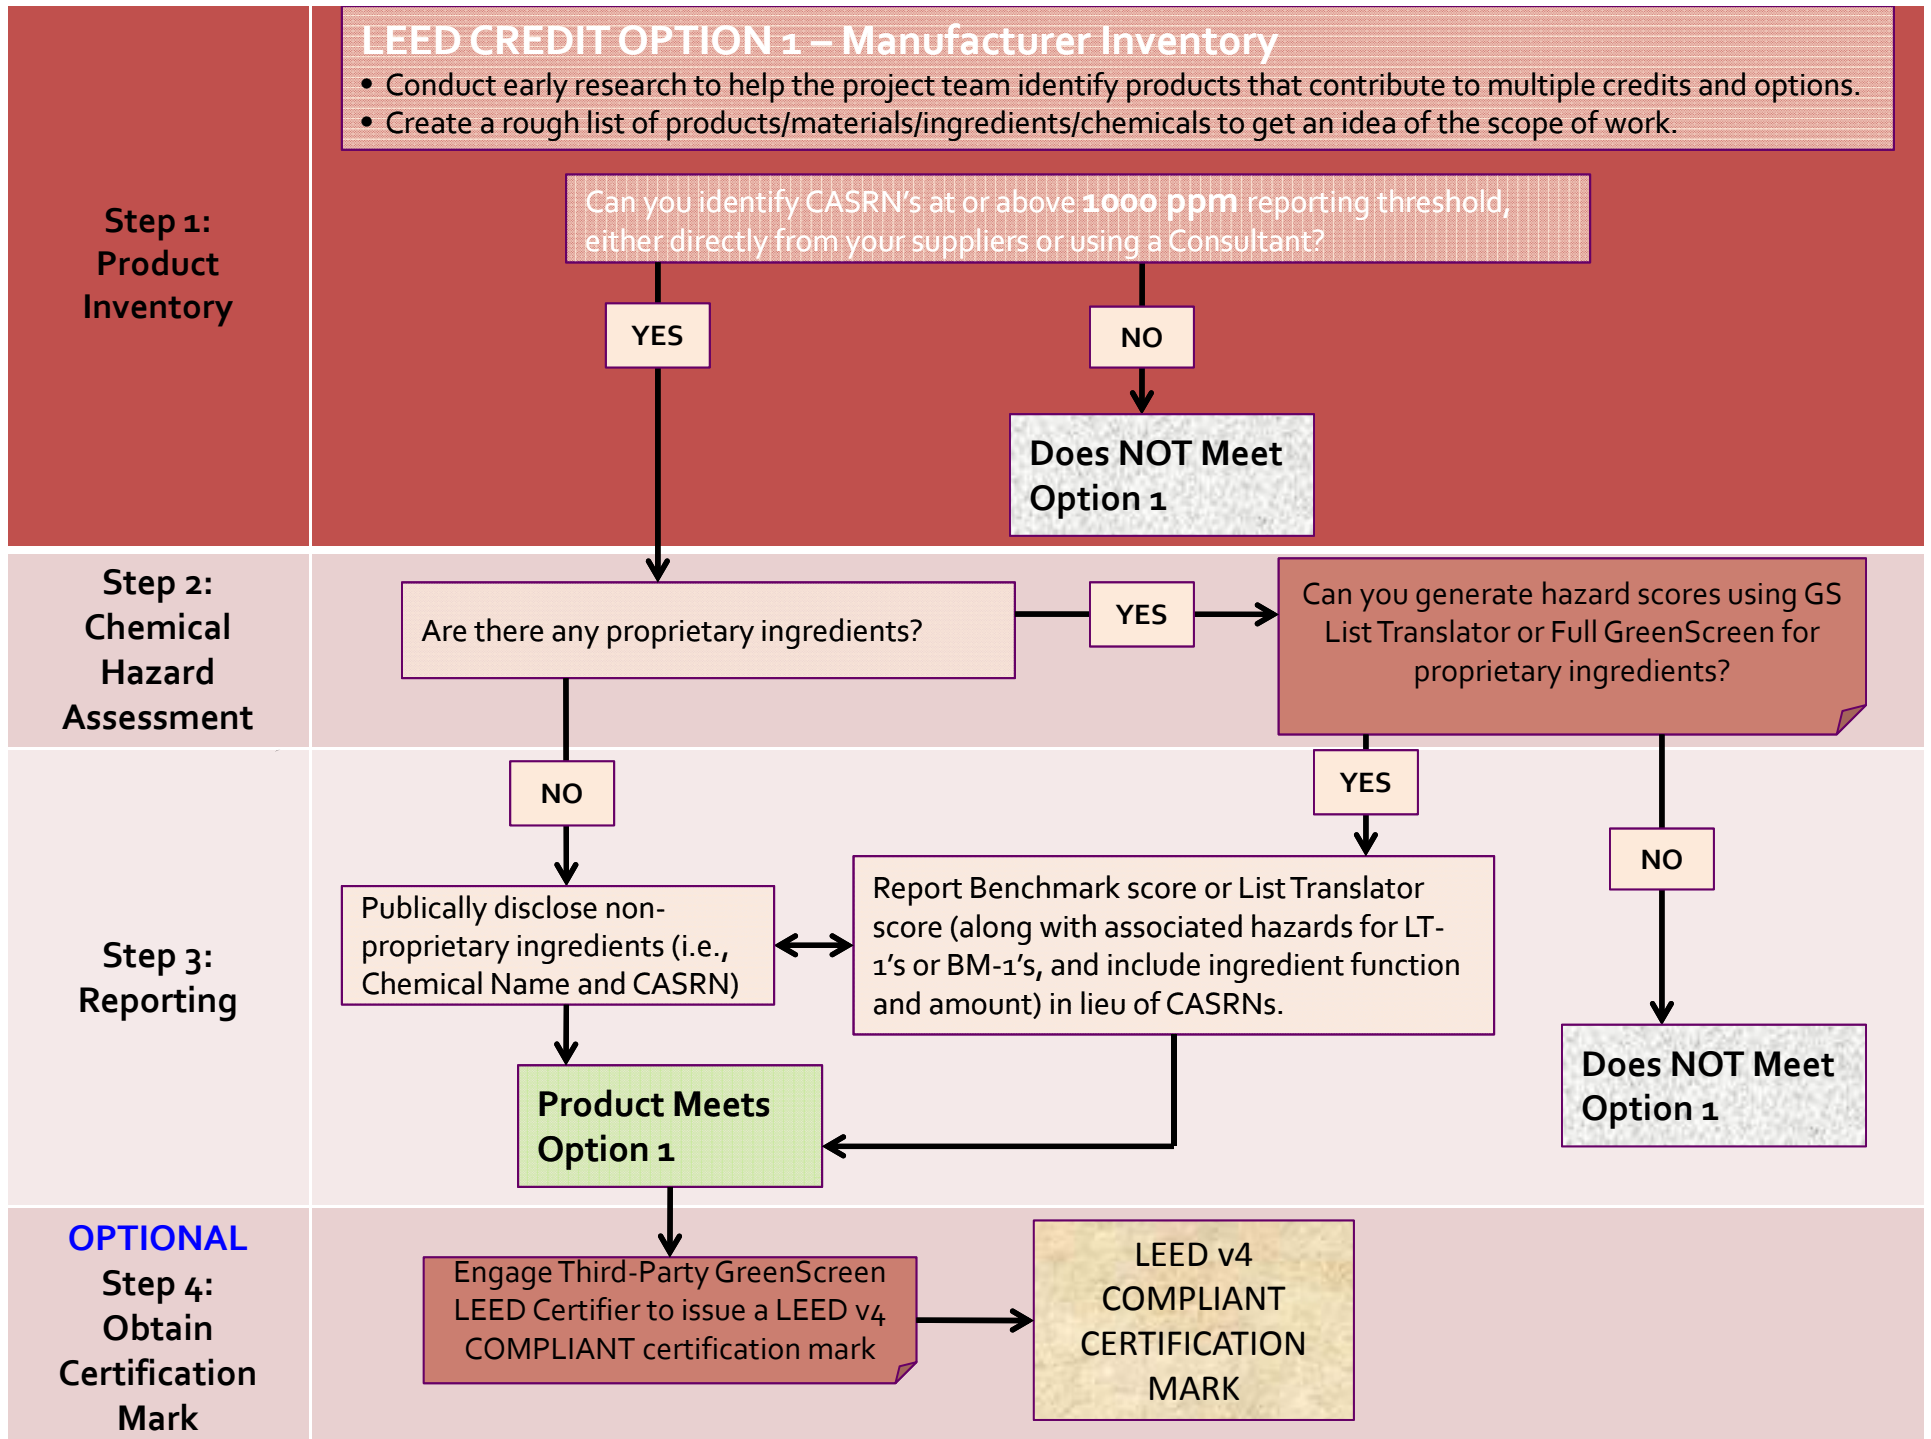 LEED CREDIT OPTION 1 – Manufacturer Inventory
• Conduct early research to help the project team identify products that contribute to multiple credits and options.
• Create a rough list of products/materials/ingredients/chemicals to get an idea of the scope of work.
Step 1:
Product
Inventory
Can you identify CASRN's at or above 1000 ppm reporting threshold,
either directly from your suppliers or using a Consultant?
YES
NO
Does NOT Meet
Option 1
Step 2:
Chemical
Hazard
Assessment
Are there any proprietary ingredients?
YES
Can you generate hazard scores using GS
List Translator or Full GreenScreen for
proprietary ingredients?
NO
YES
NO
Step 3:
Reporting
Publically disclose non-
proprietary ingredients (i.e.,
Chemical Name and CASRN)
Report Benchmark score or List Translator
score (along with associated hazards for LT-
1's or BM-1's, and include ingredient function
and amount) in lieu of CASRNs.
Does NOT Meet
Option 1
Product Meets
Option 1
OPTIONAL
Step 4:
Obtain
Certification
Mark
Engage Third-Party GreenScreen
LEED Certifier to issue a LEED v4
COMPLIANT certification mark
LEED v4
COMPLIANT
CERTIFICATION
MARK